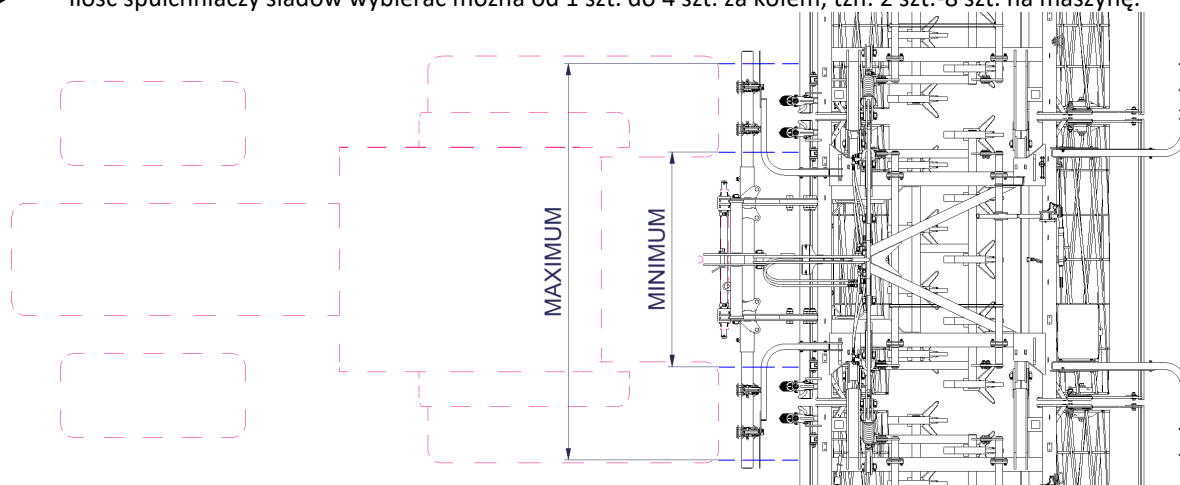 Ilość spulchniaczy śladów wybierać można od 1 szt. do 4 szt. za kołem, tzn. 2 szt.-8 szt. na maszynę.
MAXIMUM
MINIMUM